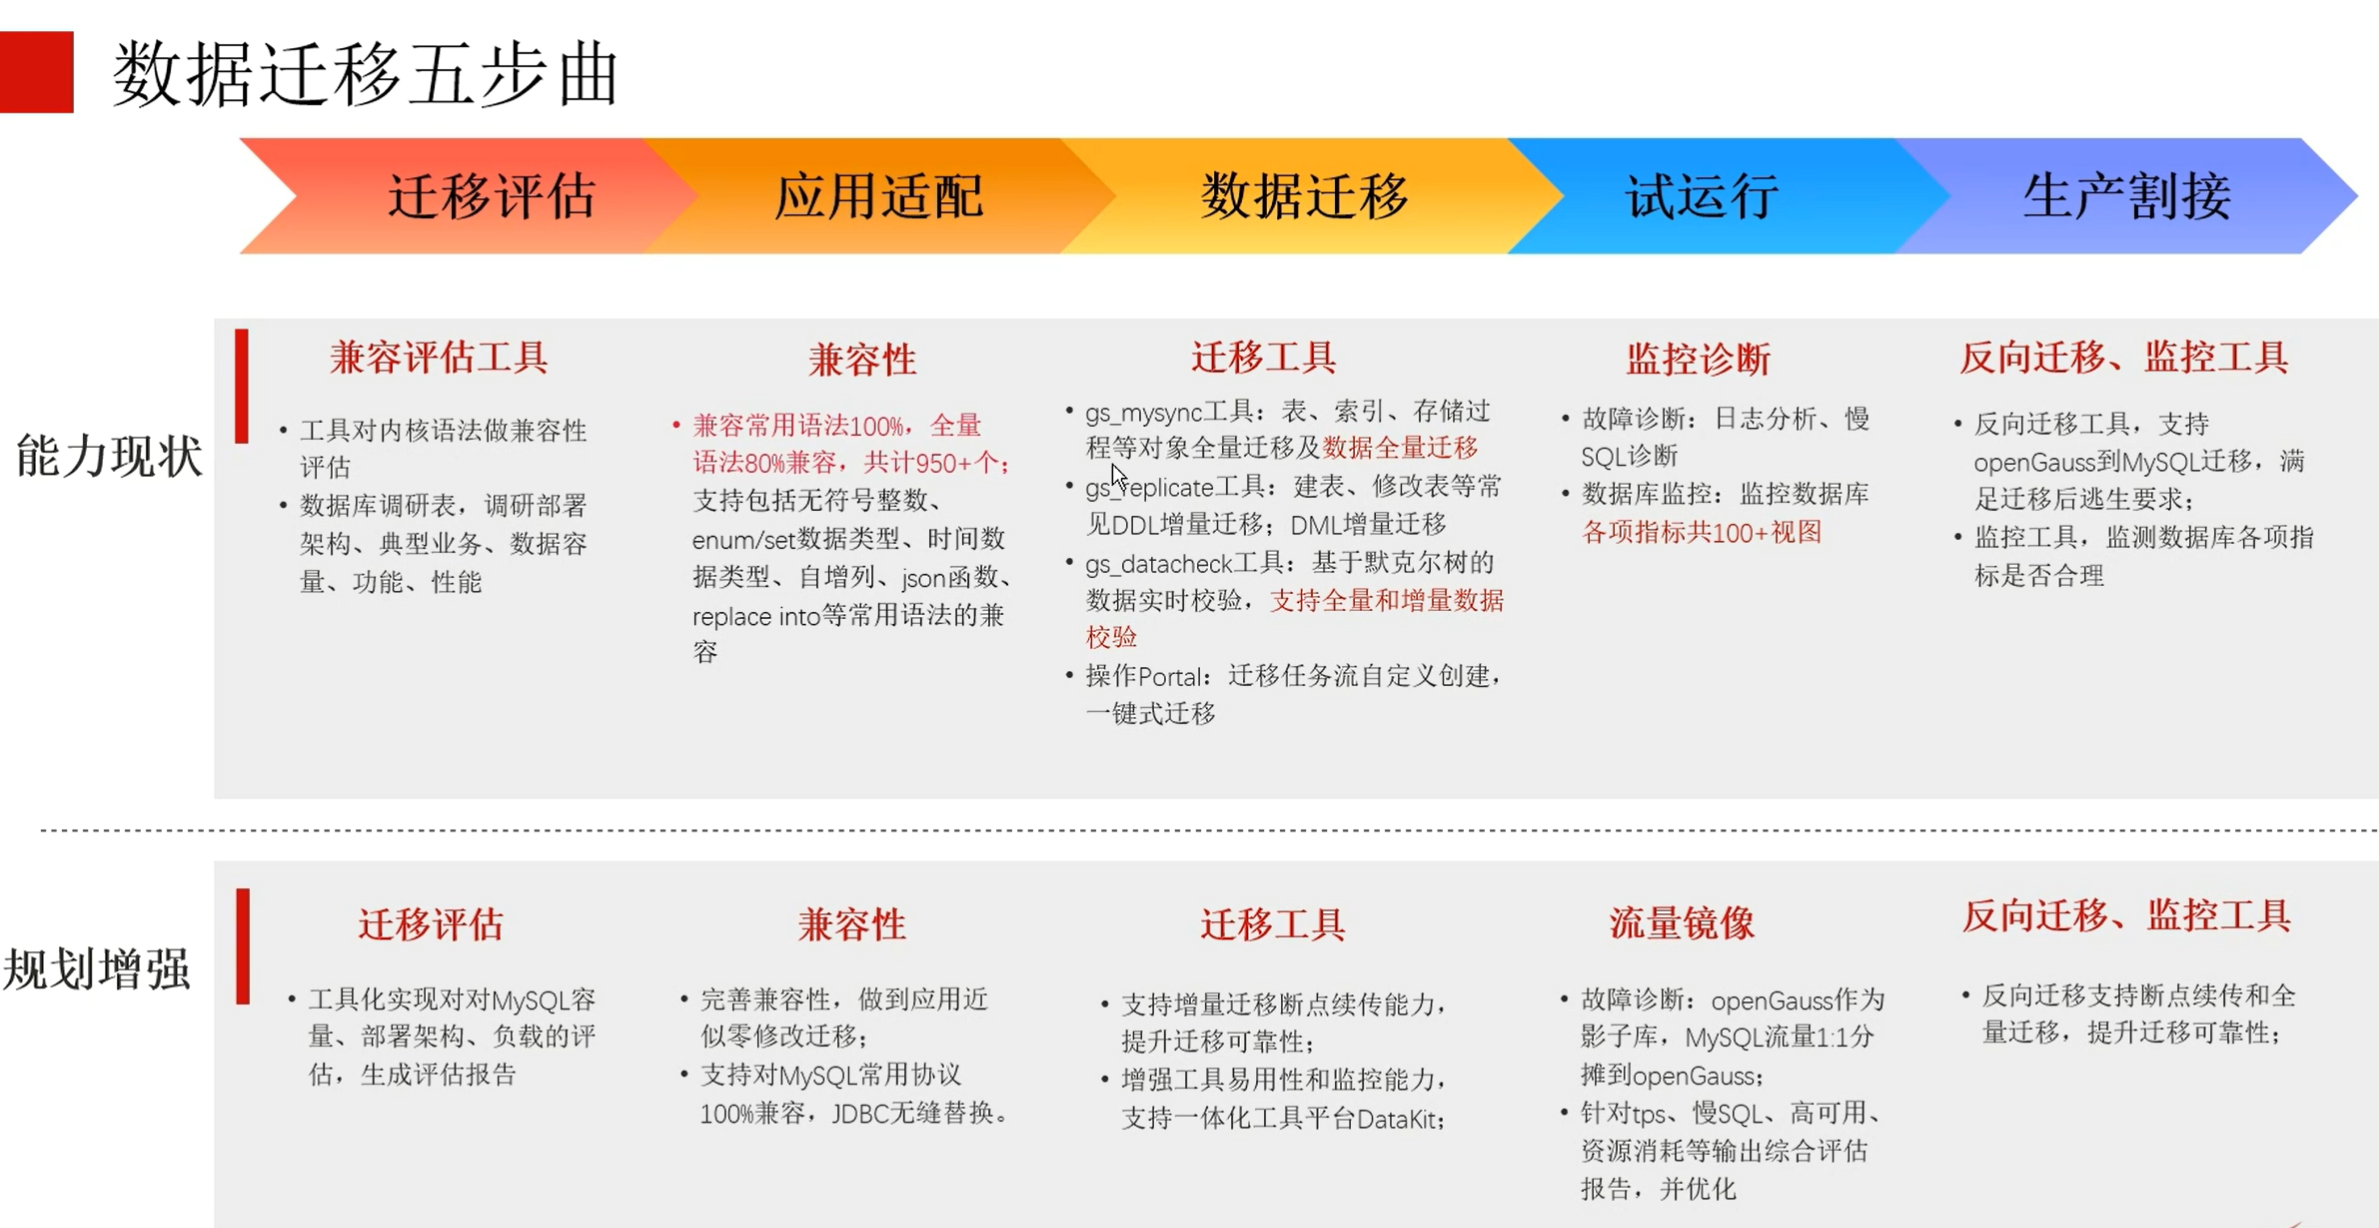 数据迁移五步曲
迁移评估
应用适配
数据迁移
试运行
生产割接
能力现状
兼容评估工具
• 工具对内核语法做兼容性
评估
• 数据库调研表，调研部署
架构、典型业务、数据容
量、功能、性能
兼容性
• 兼容常用语法100%，全量
语法80%兼容，共计950+个；
支持包括无符号整数、
enum/set数据类型、时间数
据类型、自增列、json函数、
replace into等常用语法的兼
容
迁移工具
• gs_mysync工具：表、索引、存储过
程等对象全量迁移及数据全量迁移
• gs_replicate工具：建表、修改表等常
见DDL增量迁移；DML增量迁移
• gs_datacheck工具：基于默克尔树的
数据实时校验，支持全量和增量数据
校验
• 操作Portal：迁移任务流自定义创建，
一键式迁移
监控诊断
• 故障诊断：日志分析、慢
SQL诊断
• 数据库监控：监控数据库
各项指标共100+视图
反向迁移、监控工具
• 反向迁移工具，支持
openGauss到MySQL迁移，满
足迁移后逃生要求；
• 监控工具，监测数据库各项指
标是否合理
规划增强
迁移评估
• 工具化实现对对MySQL容
量、部署架构、负载的评
估，生成评估报告
兼容性
• 完善兼容性，做到应用近
似零修改迁移；
• 支持对MySQL常用协议
100%兼容，JDBC无缝替换。
迁移工具
• 支持增量迁移断点续传能力，
提升迁移可靠性；
• 增强工具易用性和监控能力，
支持一体化工具平台DataKit；
流量镜像
• 故障诊断：openGauss作为
影子库，MySQL流量1:1分
摊到openGauss；
• 针对tps、慢SQL、高可用、
资源消耗等输出综合评估
报告，并优化
反向迁移、监控工具
• 反向迁移支持断点续传和全
量迁移，提升迁移可靠性；